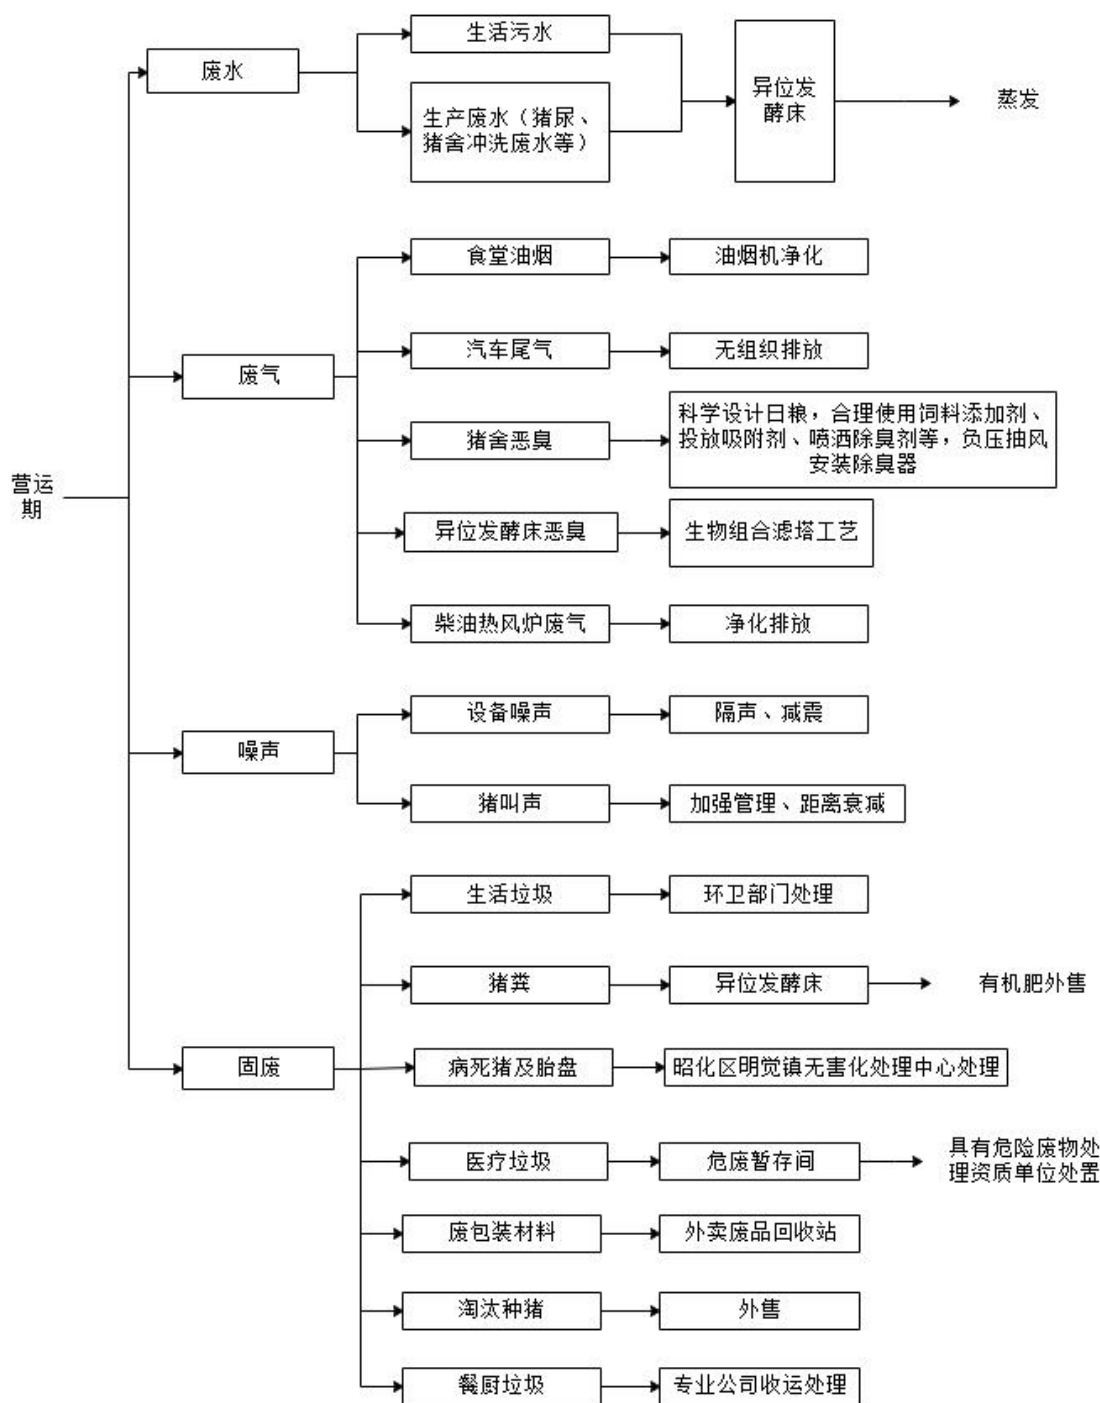 营运
期
废水
生活污水
生产废水（猪尿、
猪舍冲洗废水等）
异位发
酵床
蒸发
废气
食堂油烟
油烟机净化
汽车尾气
无组织排放
猪舍恶臭
科学设计日粮，合理使用饲料添加剂、
投放吸附剂、喷洒除臭剂等，负压抽风
安装除臭器
异位发酵床恶臭
生物组合滤塔工艺
柴油热风炉废气
净化排放
噪声
设备噪声
隔声、减震
猪叫声
加强管理、距离衰减
固废
生活垃圾
环卫部门处理
猪粪
异位发酵床
有机肥外售
病死猪及胎盘
昭化区明觉镇无害化处理中心处理
医疗垃圾
危废暂存间
具有危险废物处
理资质单位处置
废包装材料
外卖废品回收站
淘汰种猪
外售
餐厨垃圾
专业公司收运处理